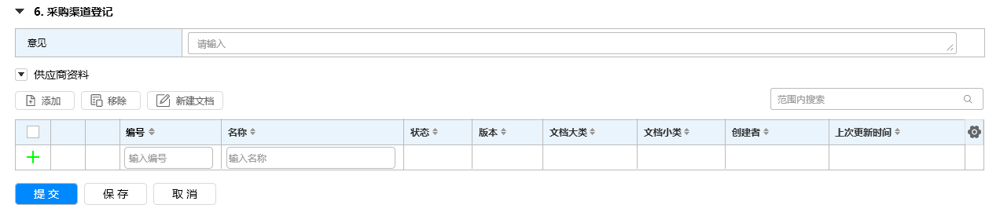 6. 采购渠道登记
意见 请输入
供应商资料
添加 移除 新建文档 范围内搜索
编号 名称 状态 版本 文档大类 文档小类 创建者 上次更新时间
输入编号 输入名称
提 交 保 存 取 消